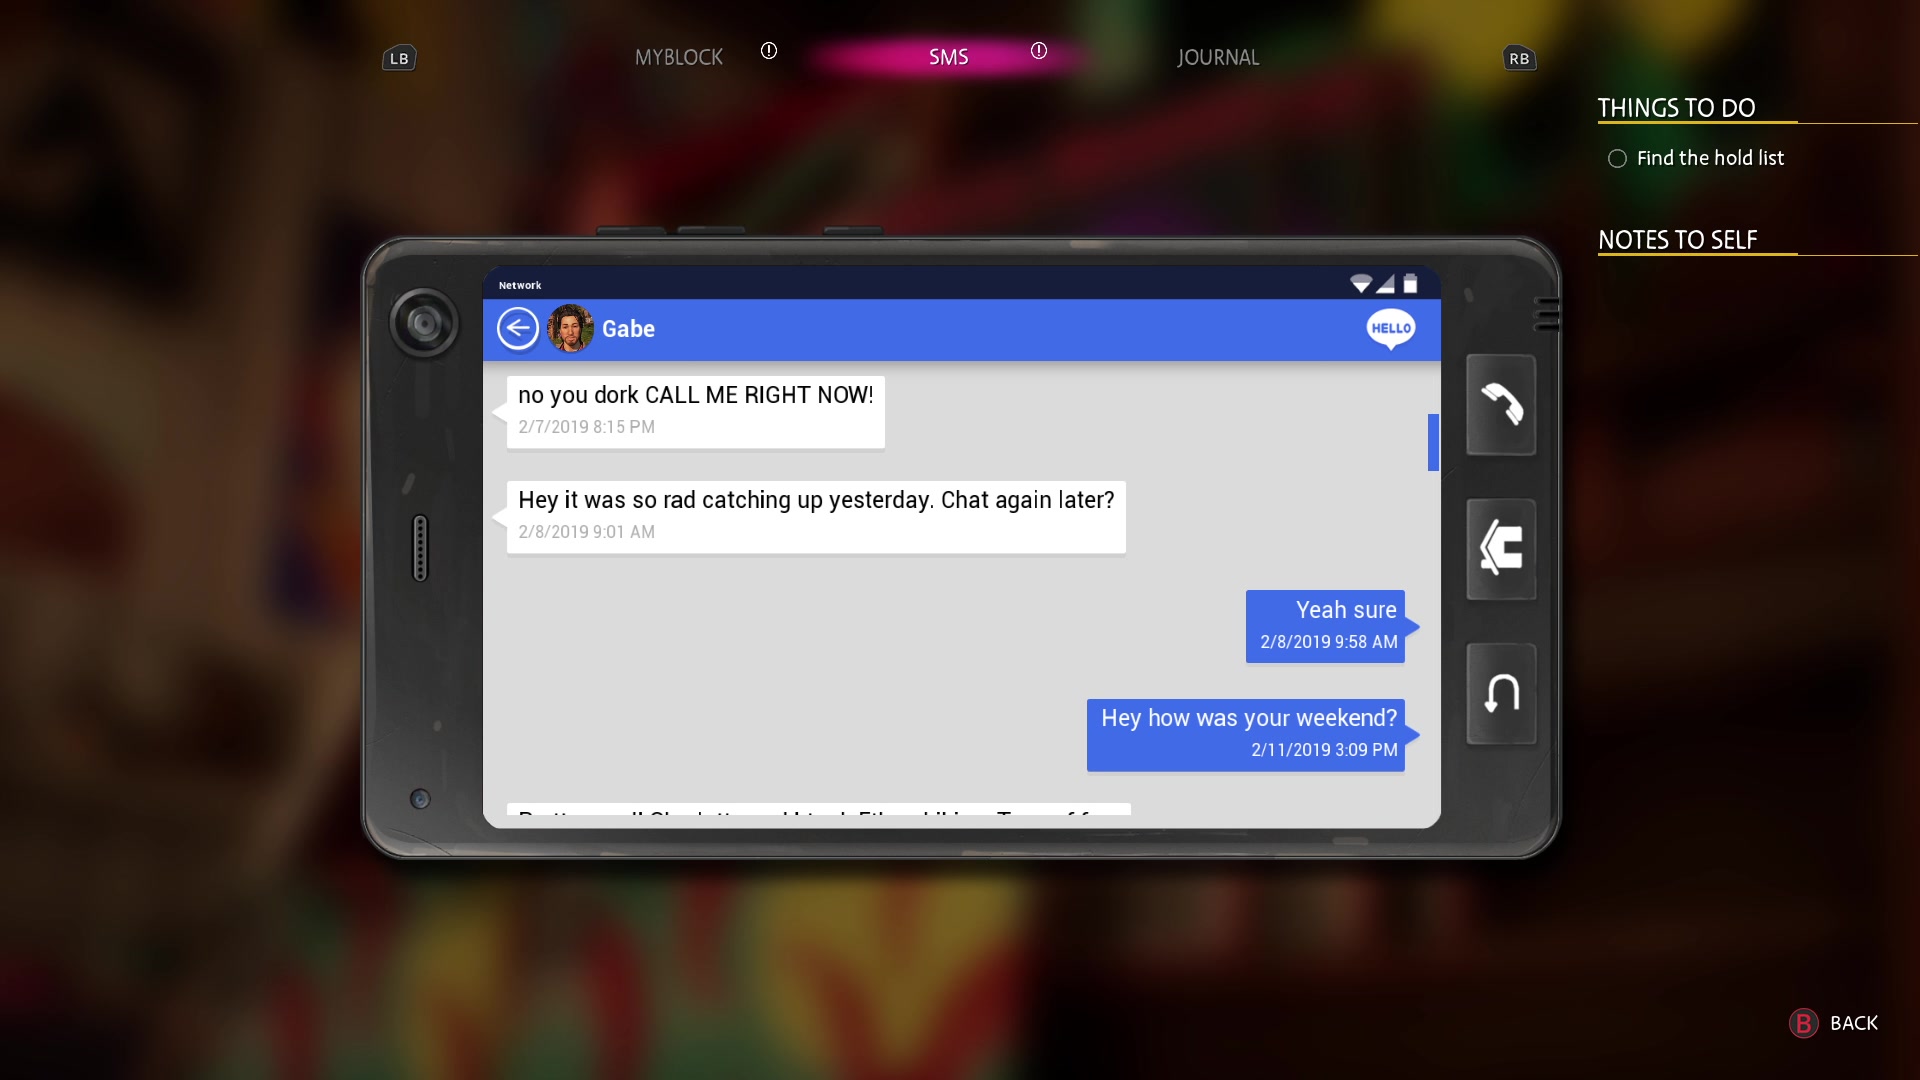 LB
MYBLOCK
SMS
JOURNAL
RB
THINGS TO DO
Find the hold list
NOTES TO SELF
Network
Gabe
HELLO
no you dork CALL ME RIGHT NOW!
2/7/2019 8:15 PM
Hey it was so rad catching up yesterday. Chat again later?
2/8/2019 9:01 AM
Yeah sure
2/8/2019 9:58 AM
Hey how was your weekend?
2/11/2019 3:09 PM
B BACK